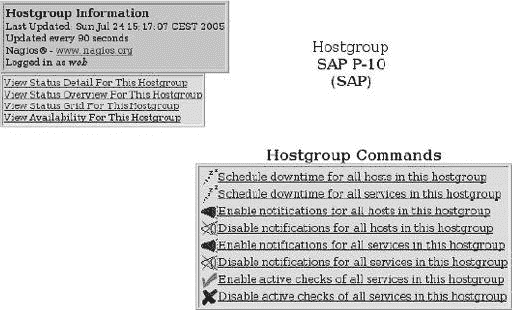 Hostgroup Information
Last Updated: Sun Jul 24 15:17:07 CEST 2005
Updated every 90 seconds
Nagios® - www.nagios.org
Logged in as web
View Status Detail For This Hostgroup
View Status Overview For This Hostgroup
View Status Grid For This Hostgroup
View Availability For This Hostgroup
Hostgroup
SAP P-10
(SAP)
Hostgroup Commands
Schedule downtime for all hosts in this hostgroup
Schedule downtime for all services in this hostgroup
Enable notifications for all hosts in this hostgroup
Disable notifications for all hosts in this hostgroup
Enable notifications for all services in this hostgroup
Disable notifications for all services in this hostgroup
Enable active checks of all services in this hostgroup
Disable active checks of all services in this hostgroup